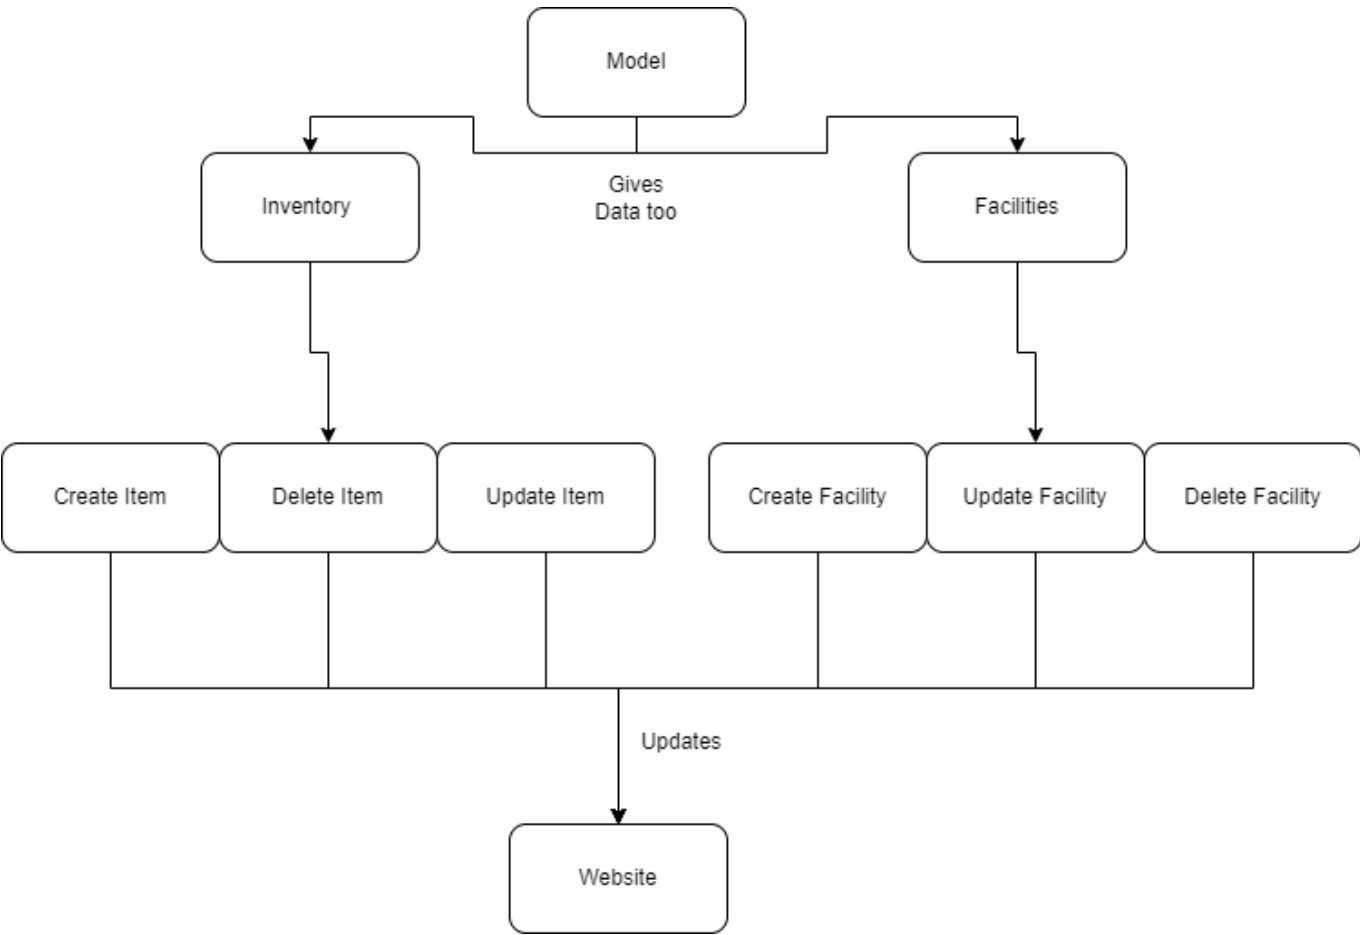 Model
Inventory
Gives
Data too
Facilities
Create Item
Delete Item
Update Item
Create Facility
Update Facility
Delete Facility
Updates
Website